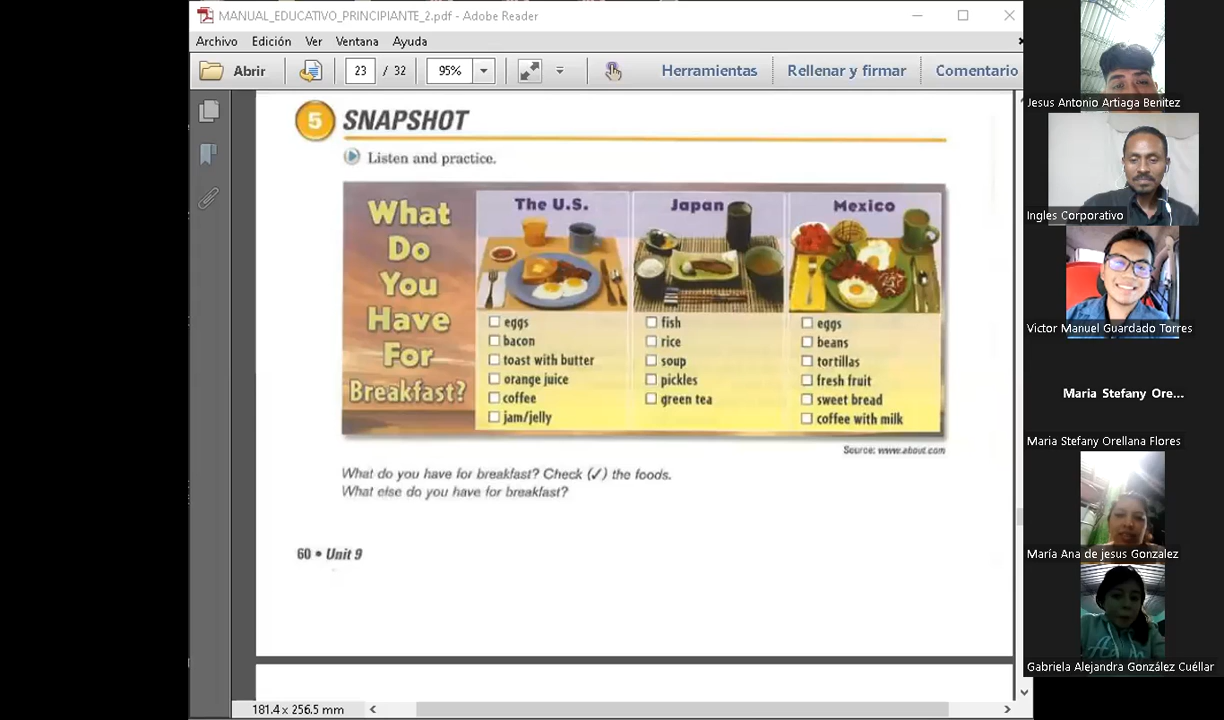 MANUAL_EDUCATIVO_PRINCIPIANTE_2.pdf - Adobe Reader
Archivo Edición Ver Ventana Ayuda
Abrir 23 / 32 95% Herramientas Rellenar y firmar Comentario
5 SNAPSHOT
Listen and practice.
What
Do
You
Have
For
Breakfast?
The U.S.
eggs
bacon
toast with butter
orange juice
coffee
jam/jelly
Japan
fish
rice
soup
pickles
green tea
Mexico
eggs
beans
tortillas
fresh fruit
sweet bread
coffee with milk
Source: www.about.com
What do you have for breakfast? Check (✓) the foods.
What else do you have for breakfast?
60 • Unit 9
181.4 x 256.5 mm
Jesus Antonio Artiaga Benitez
Ingles Corporativo
Victor Manuel Guardado Torres
Maria Stefany Ore...
Maria Stefany Orellana Flores
María Ana de jesus Gonzalez
Gabriela Alejandra González Cuéllar